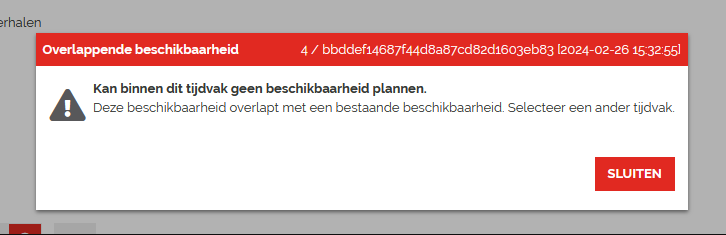 erhalen
Overlappende beschikbaarheid 4 / bbddef14687f44d8a87cd82d1603eb83 [2024-02-26 15:32:55]
Kan binnen dit tijdvak geen beschikbaarheid plannen.
Deze beschikbaarheid overlapt met een bestaande beschikbaarheid. Selecteer een ander tijdvak.
SLUITEN